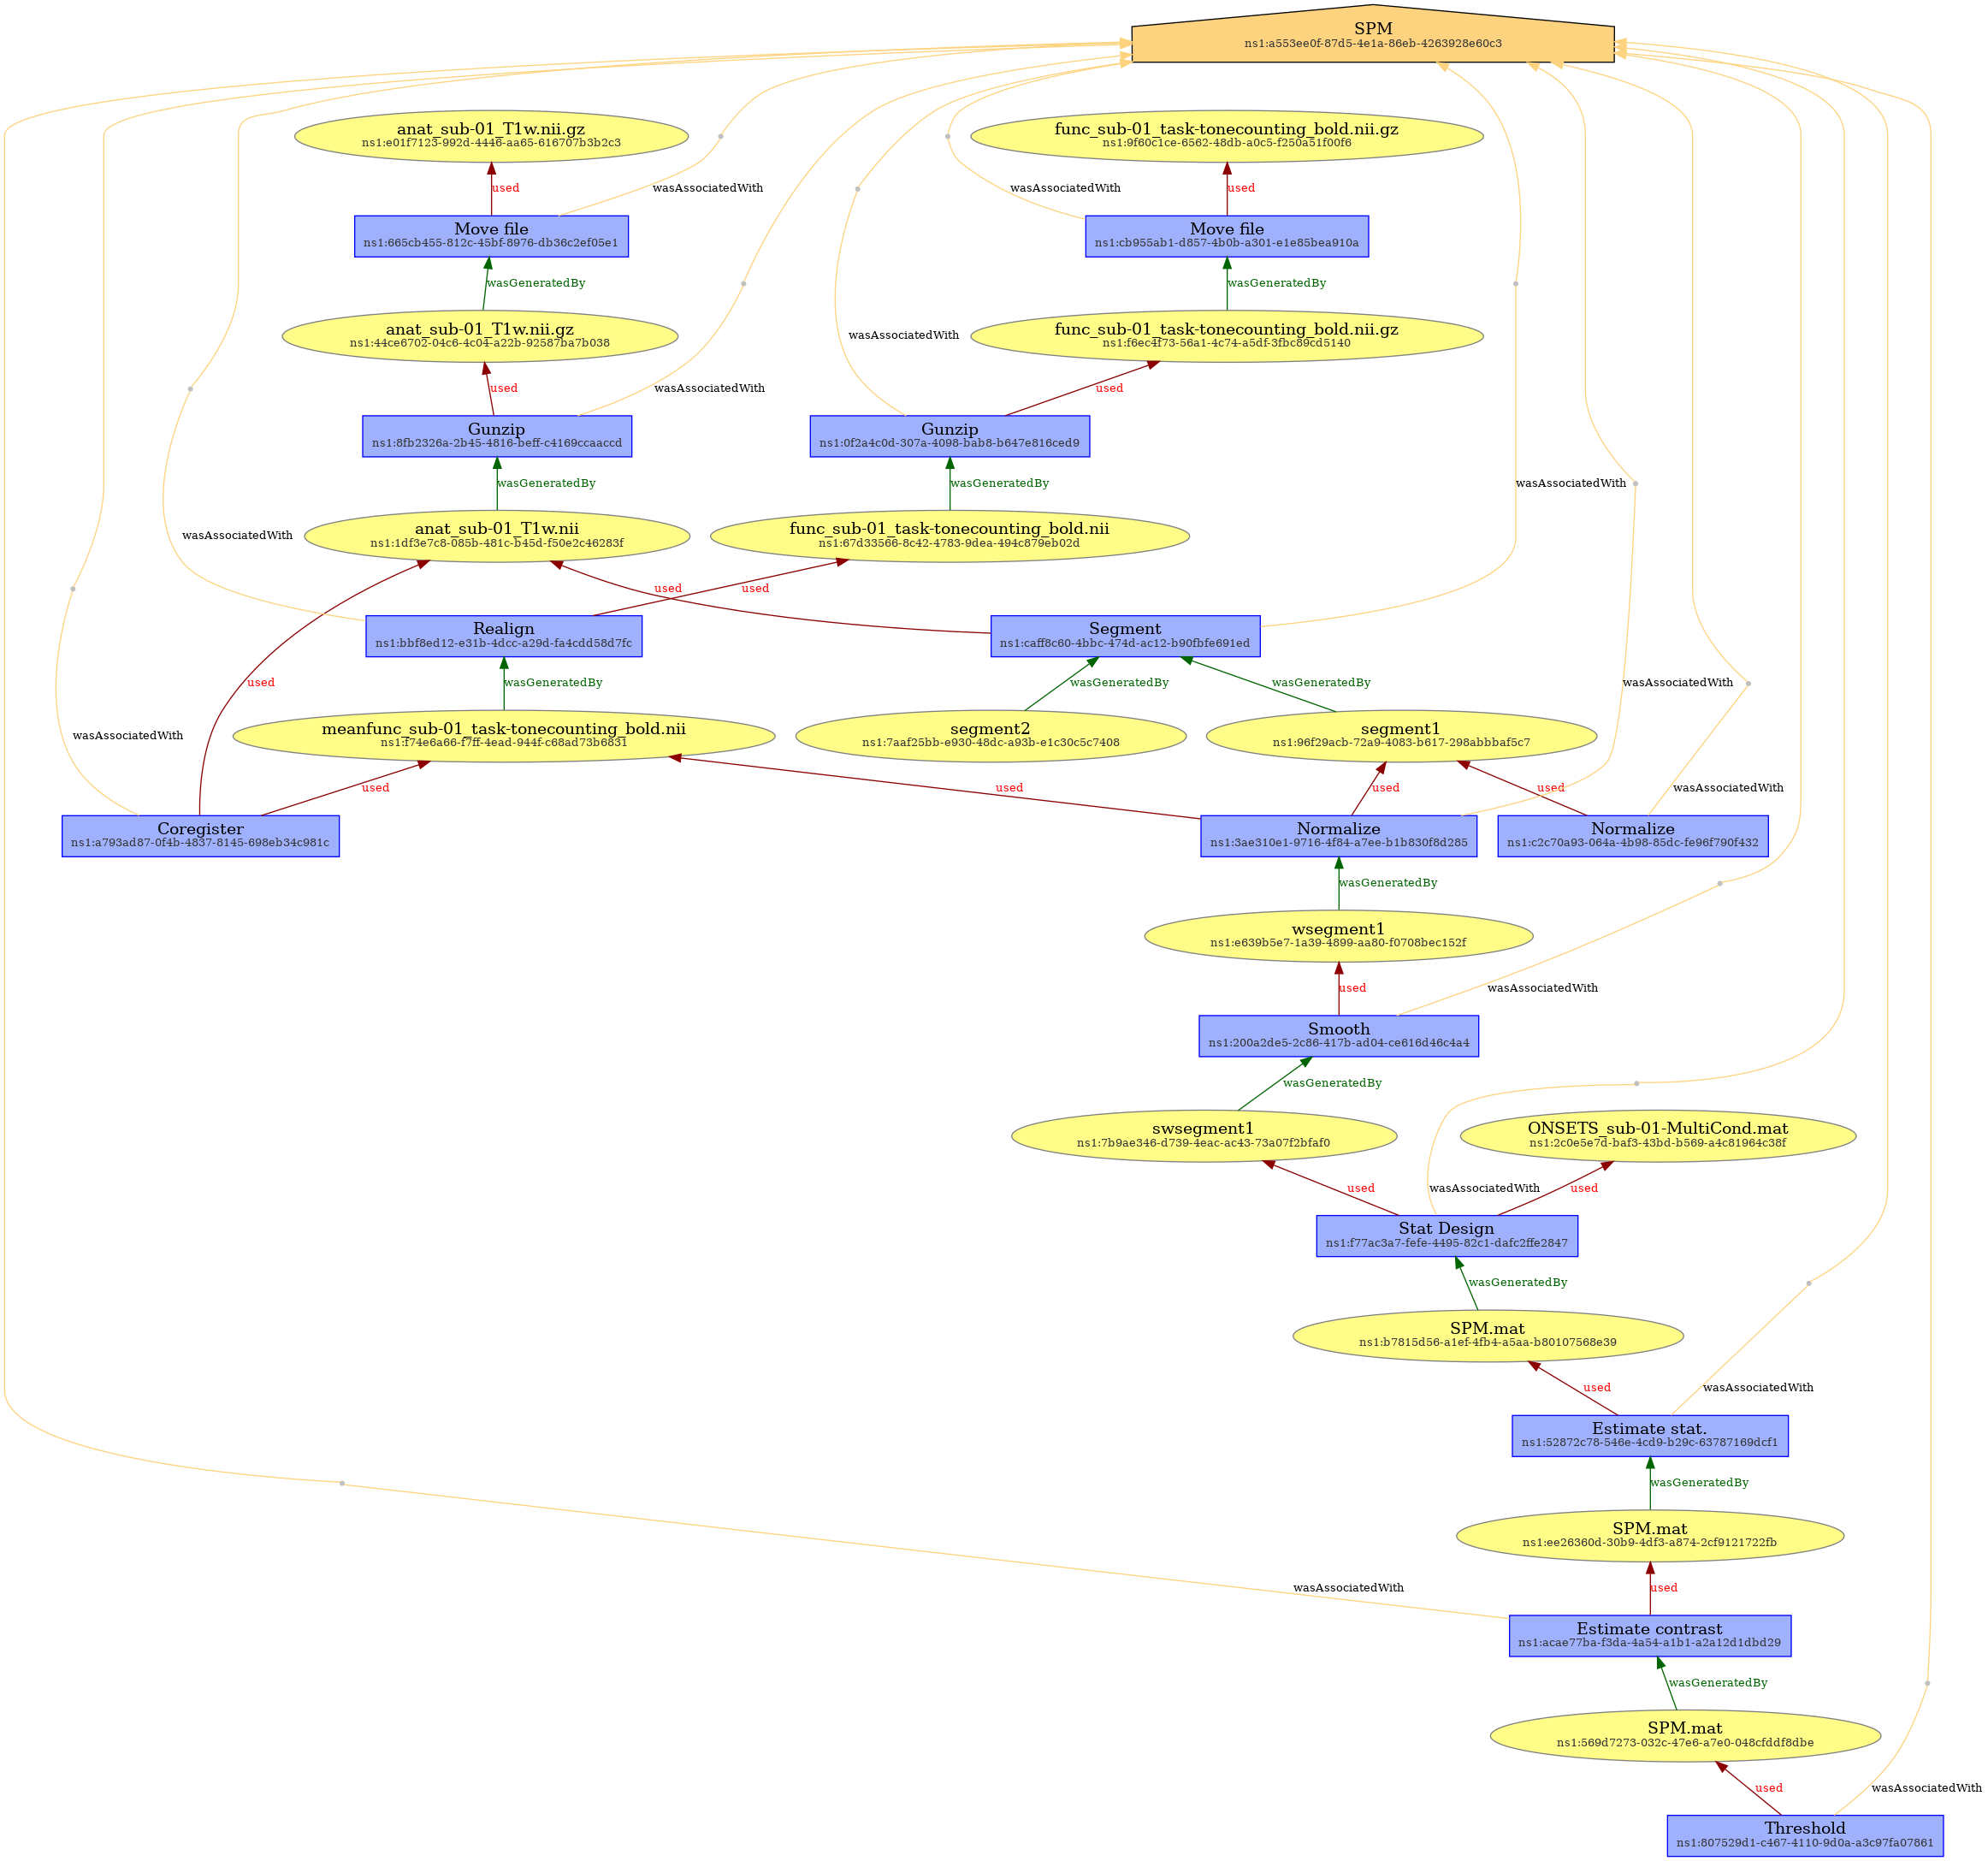 SPM
ns1:a553ee0f-87d5-4e1a-86eb-4263928e60c3
anat_sub-01_T1w.nii.gz
ns1:e01f7123-992d-4446-aa65-616707b3b2c3
func_sub-01_task-tonecounting_bold.nii.gz
ns1:9f60c1ce-6562-48db-a0c5-f250a51f00f6
used
wasAssociatedWith
wasAssociatedWith
used
Move file
ns1:665cb455-812c-45bf-8976-db36c2ef05e1
Move file
ns1:cb955ab1-d857-4b0b-a301-e1e85bea910a
wasGeneratedBy
wasGeneratedBy
anat_sub-01_T1w.nii.gz
ns1:44ce6702-04c6-4c04-a22b-92587ba7b038
wasAssociatedWith
func_sub-01_task-tonecounting_bold.nii.gz
ns1:f6ec4f73-56a1-4c74-a5df-3fbc89cd5140
used
wasAssociatedWith
used
Gunzip
ns1:8fb2326a-2b45-4816-beff-c4169ccaaccd
Gunzip
ns1:0f2a4c0d-307a-4098-bab8-b647e816ced9
wasGeneratedBy
wasGeneratedBy
wasAssociatedWith
wasAssociatedWith
anat_sub-01_T1w.nii
ns1:1df3e7c8-085b-481c-b45d-f50e2c46283f
func_sub-01_task-tonecounting_bold.nii
ns1:67d33566-8c42-4783-9dea-494c879eb02d
used
used
Realign
ns1:bbf8ed12-e31b-4dcc-a29d-fa4cdd58d7fc
Segment
ns1:caff8c60-4bbc-474d-ac12-b90fbfe691ed
used
wasGeneratedBy
wasGeneratedBy
wasGeneratedBy
wasAssociatedWith
wasAssociatedWith
meanfunc_sub-01_task-tonecounting_bold.nii
ns1:f74e6a66-f7ff-4ead-944f-c68ad73b6831
segment2
ns1:7aaf25bb-e930-48dc-a93b-e1c30c5c7408
segment1
ns1:96f29acb-72a9-4083-b617-298abbbaf5c7
used
used
used
used
wasAssociatedWith
Coregister
ns1:a793ad87-0f4b-4837-8145-698eb34c981c
Normalize
ns1:3ae310e1-9716-4f84-a7ee-b1b830f8d285
Normalize
ns1:c2c70a93-064a-4b98-85dc-fe96f790f432
wasGeneratedBy
wsegment1
ns1:e639b5e7-1a39-4899-aa80-f0708bec152f
used
wasAssociatedWith
Smooth
ns1:200a2de5-2c86-417b-ad04-ce616d46c4a4
wasGeneratedBy
swsegment1
ns1:7b9ae346-d739-4eac-ac43-73a07f2bfaf0
ONSETS_sub-01-MultiCond.mat
ns1:2c0e5e7d-baf3-43bd-b569-a4c81964c38f
used
wasAssociatedWith
used
Stat Design
ns1:f77ac3a7-fefe-4495-82c1-dafc2ffe2847
wasGeneratedBy
SPM.mat
ns1:b7815d56-a1ef-4fb4-a5aa-b80107568e39
used
wasAssociatedWith
Estimate stat.
ns1:52872c78-546e-4cd9-b29c-63787169dcf1
wasGeneratedBy
SPM.mat
ns1:ee26360d-30b9-4df3-a874-2cf9121722fb
wasAssociatedWith
used
Estimate contrast
ns1:acae77ba-f3da-4a54-a1b1-a2a12d1dbd29
wasGeneratedBy
SPM.mat
ns1:569d7273-032c-47e6-a7e0-048cfddf8dbe
used
wasAssociatedWith
Threshold
ns1:807529d1-c467-4110-9d0a-a3c97fa07861